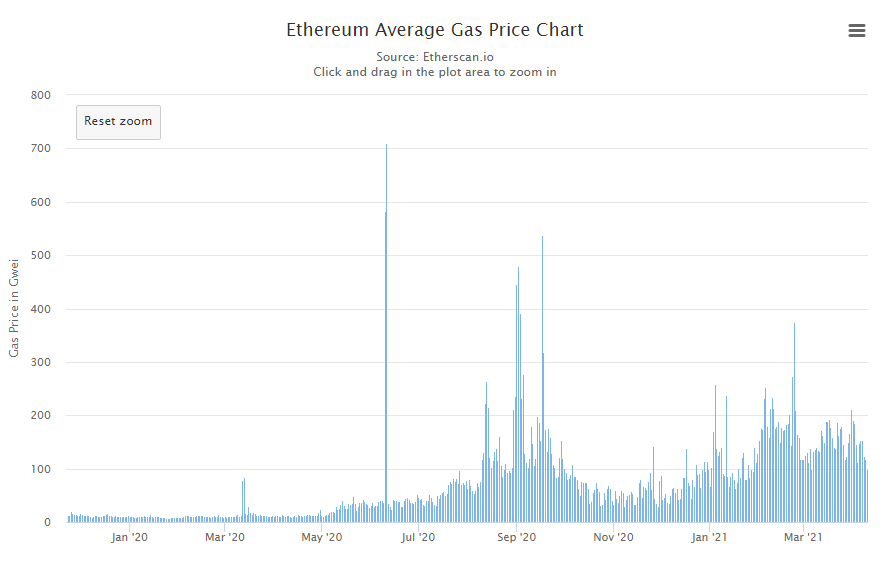 Ethereum Average Gas Price Chart
Source: Etherscan.io
Click and drag in the plot area to zoom in
Reset zoom
Gas Price in Gwei
800
700
600
500
400
300
200
100
0
Jan '20
Mar '20
May '20
Jul '20
Sep '20
Nov '20
Jan '21
Mar '21